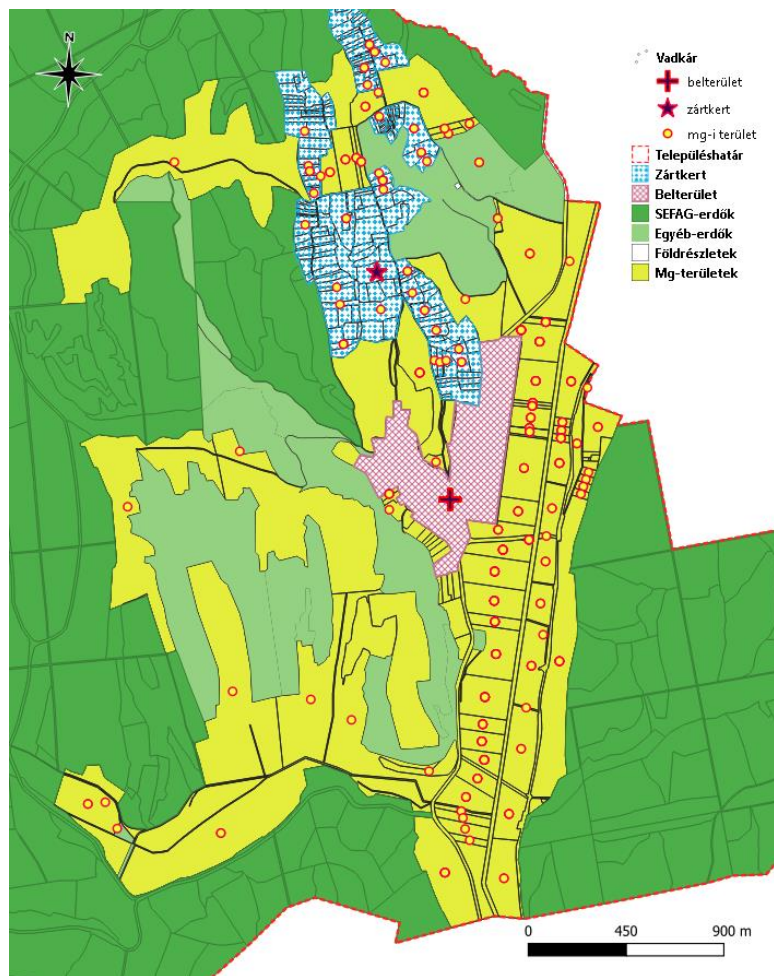 N
Vadkár
belterület
zártkert
mg-i terület
Településhatár
Zártkert
Belterület
SEFAG-erdők
Egyéb-erdők
Földrészletek
Mg-területek
0 450 900 m